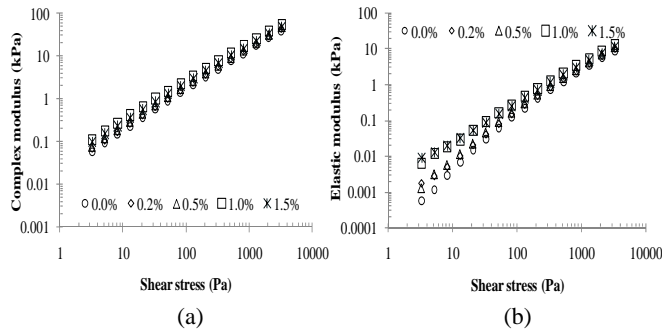 100
10
1
0.1
0.01
0.001
Complex modulus (kPa)
0.0% 0.2% 0.5% 1.0% 1.5%
1 10 100 1000 10000
Shear stress (Pa)
(a)
100
10
1
0.1
0.01
0.001
0.0001
Elastic modulus (kPa)
0.0% 0.2% 0.5% 1.0% 1.5%
1 10 100 1000 10000
Shear stress (Pa)
(b)